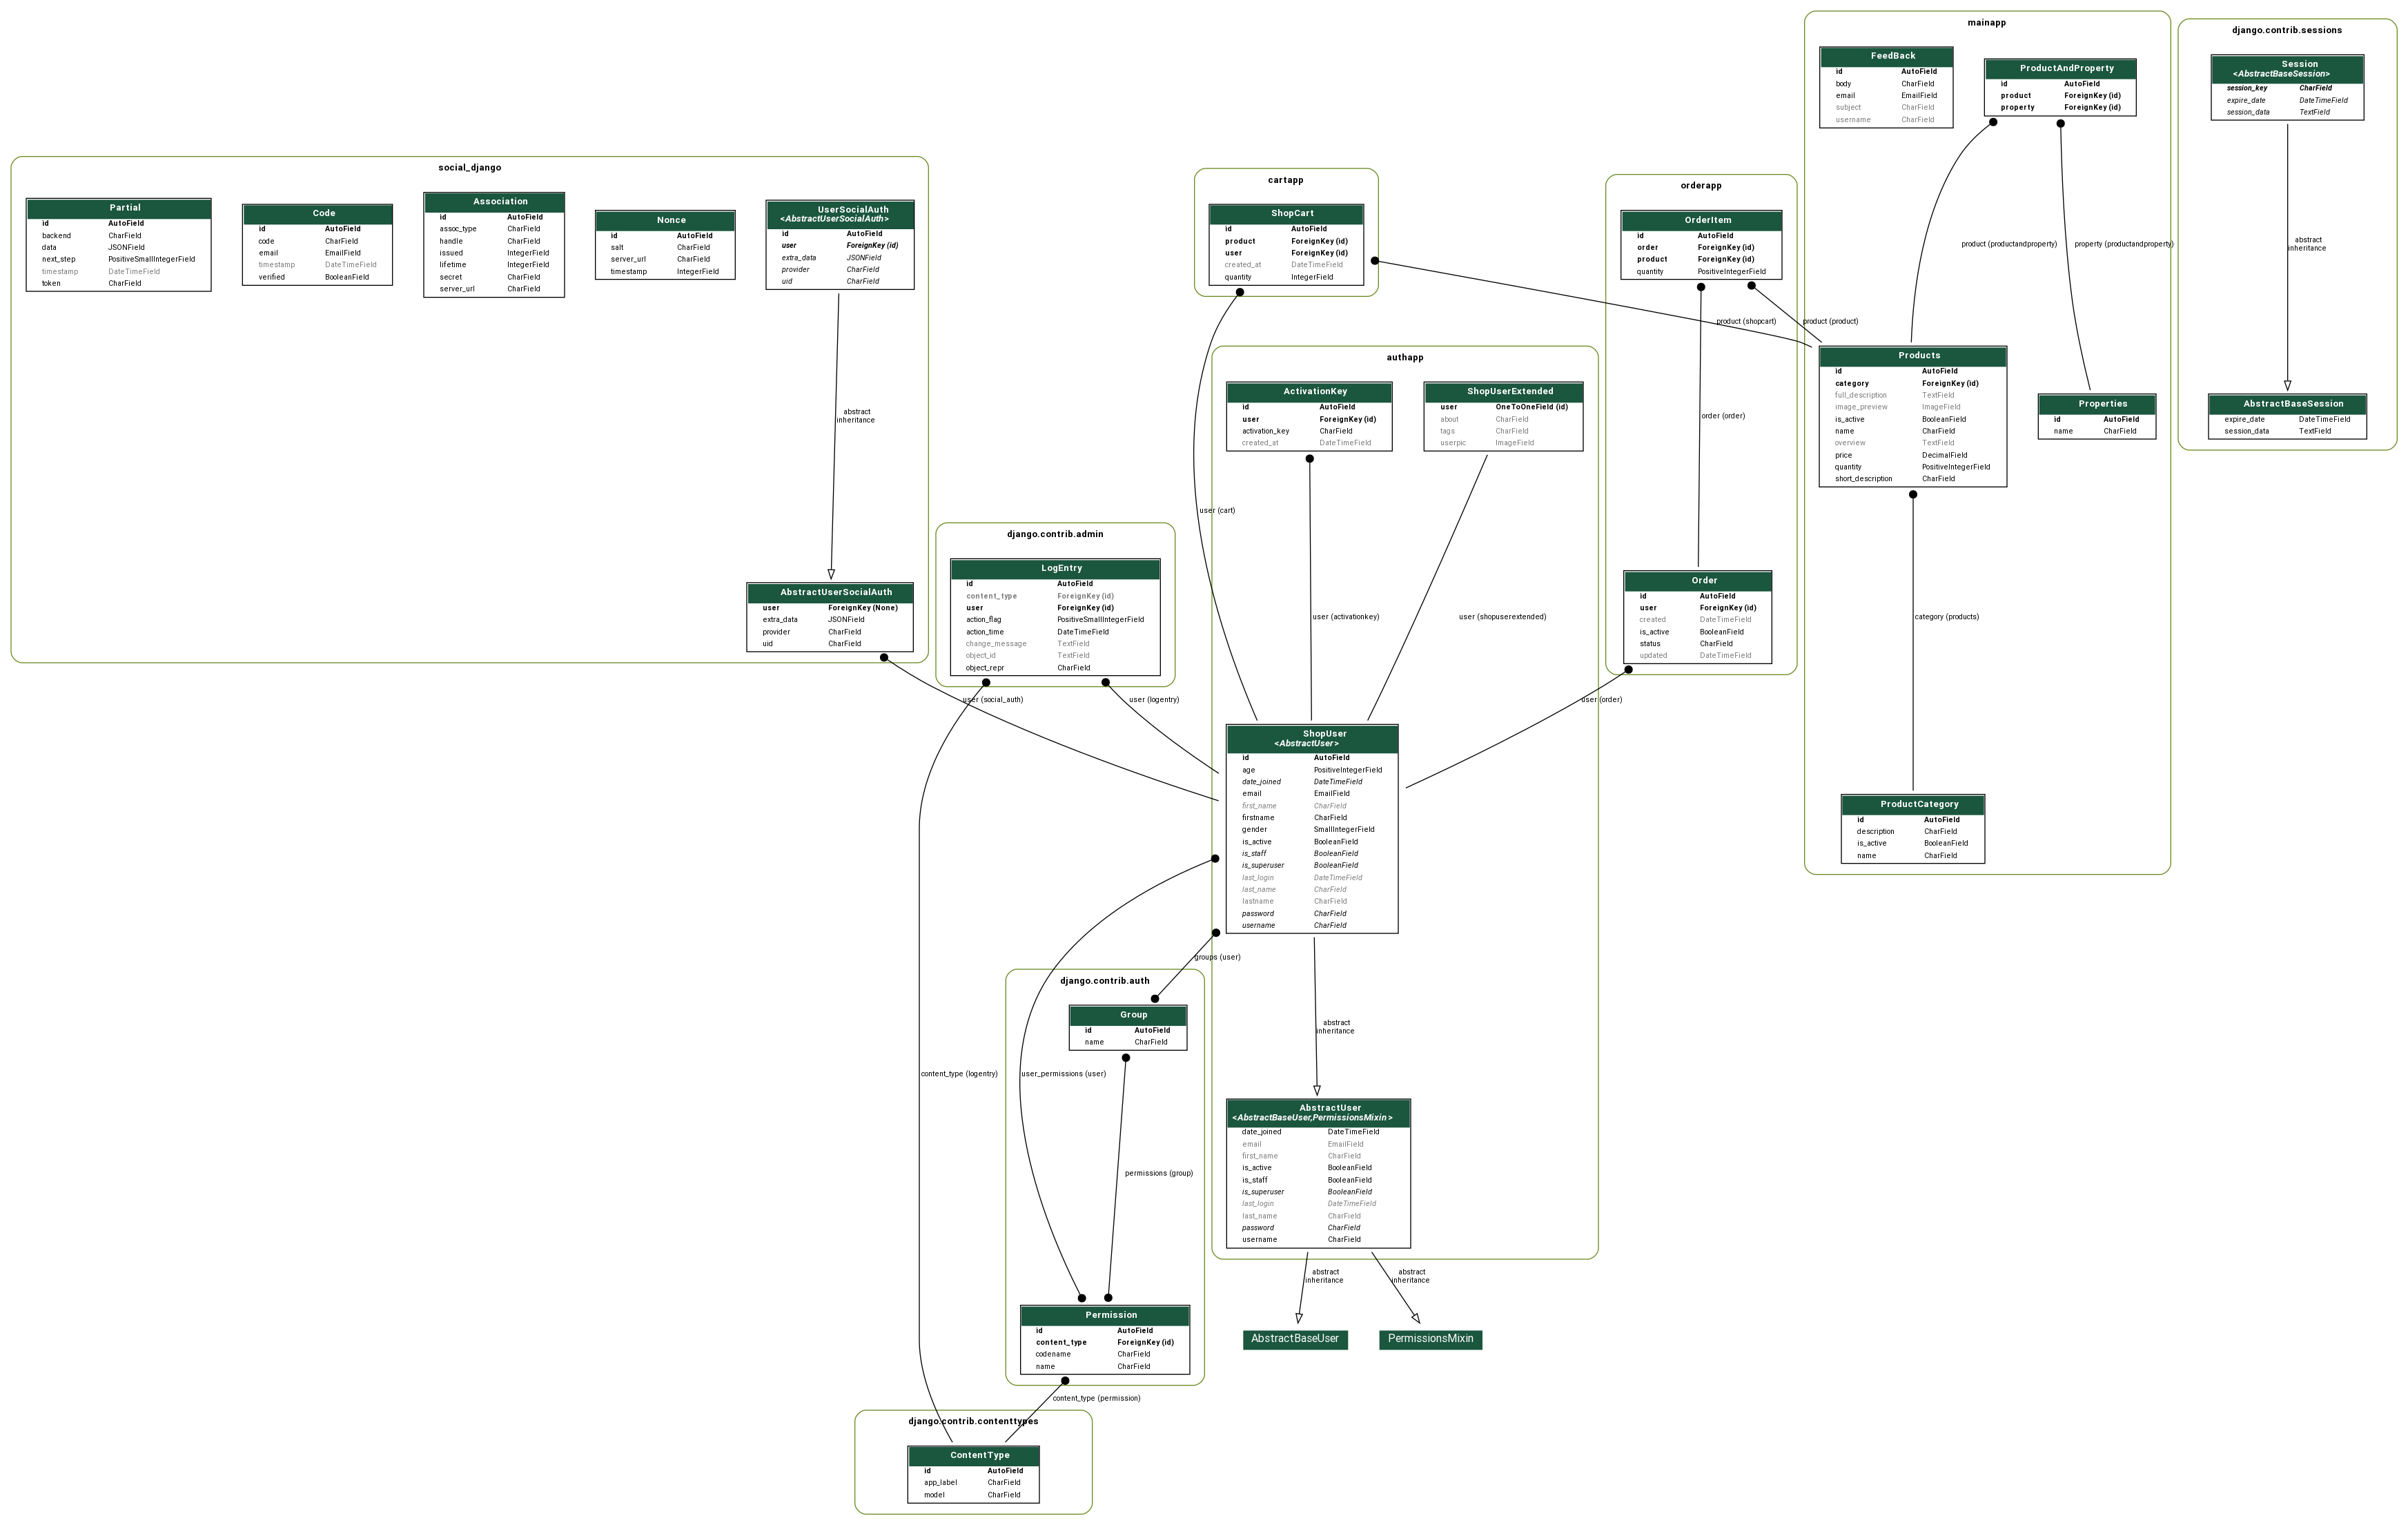 mainapp
FeedBack
id AutoField
body CharField
email EmailField
subject CharField
username CharField
ProductAndProperty
id AutoField
product ForeignKey (id)
property ForeignKey (id)
product (productandproperty)
property (productandproperty)
Products
id AutoField
category ForeignKey (id)
full_description TextField
image_preview ImageField
is_active BooleanField
name CharField
overview TextField
price DecimalField
quantity PositiveIntegerField
short_description CharField
Properties
id AutoField
name CharField
category (products)
ProductCategory
id AutoField
description CharField
is_active BooleanField
name CharField
django.contrib.sessions
Session
<AbstractBaseSession>
session_key CharField
expire_date DateTimeField
session_data TextField
abstract
inheritance
AbstractBaseSession
expire_date DateTimeField
session_data TextField
social_django
Partial
id AutoField
backend CharField
data JSONField
next_step PositiveSmallIntegerField
timestamp DateTimeField
token CharField
Code
id AutoField
code CharField
email EmailField
timestamp DateTimeField
verified BooleanField
Association
id AutoField
assoc_type CharField
handle CharField
issued IntegerField
lifetime IntegerField
secret CharField
server_url CharField
Nonce
id AutoField
salt CharField
server_url CharField
timestamp IntegerField
UserSocialAuth
<AbstractUserSocialAuth>
id AutoField
user ForeignKey (id)
extra_data JSONField
provider CharField
uid CharField
abstract
inheritance
AbstractUserSocialAuth
user ForeignKey (None)
extra_data JSONField
provider CharField
uid CharField
user (social_auth)
cartapp
ShopCart
id AutoField
product ForeignKey (id)
user ForeignKey (id)
created_at DateTimeField
quantity IntegerField
product (shopcart)
user (cart)
orderapp
OrderItem
id AutoField
order ForeignKey (id)
product ForeignKey (id)
quantity PositiveIntegerField
product (product)
order (order)
Order
id AutoField
user ForeignKey (id)
created DateTimeField
is_active BooleanField
status CharField
updated DateTimeField
user (order)
authapp
ActivationKey
id AutoField
user ForeignKey (id)
activation_key CharField
created_at DateTimeField
ShopUserExtended
user OneToOneField (id)
about CharField
tags CharField
userpic ImageField
user (activationkey)
user (shopuserextended)
django.contrib.admin
LogEntry
id AutoField
content_type ForeignKey (id)
user ForeignKey (id)
action_flag PositiveSmallIntegerField
action_time DateTimeField
change_message TextField
object_id TextField
object_repr CharField
user (logentry)
content_type (logentry)
ShopUser
<AbstractUser>
id AutoField
age PositiveIntegerField
date_joined DateTimeField
email EmailField
first_name CharField
firstname CharField
gender SmallIntegerField
is_active BooleanField
is_staff BooleanField
is_superuser BooleanField
last_login DateTimeField
last_name CharField
lastname CharField
password CharField
username CharField
groups (user)
user_permissions (user)
abstract
inheritance
AbstractUser
<AbstractBaseUser,PermissionsMixin>
date_joined DateTimeField
email EmailField
first_name CharField
is_active BooleanField
is_staff BooleanField
is_superuser BooleanField
last_login DateTimeField
last_name CharField
password CharField
username CharField
abstract
inheritance
abstract
inheritance
AbstractBaseUser
PermissionsMixin
django.contrib.auth
Group
id AutoField
name CharField
permissions (group)
Permission
id AutoField
content_type ForeignKey (id)
codename CharField
name CharField
content_type (permission)
django.contrib.contenttypes
ContentType
id AutoField
app_label CharField
model CharField